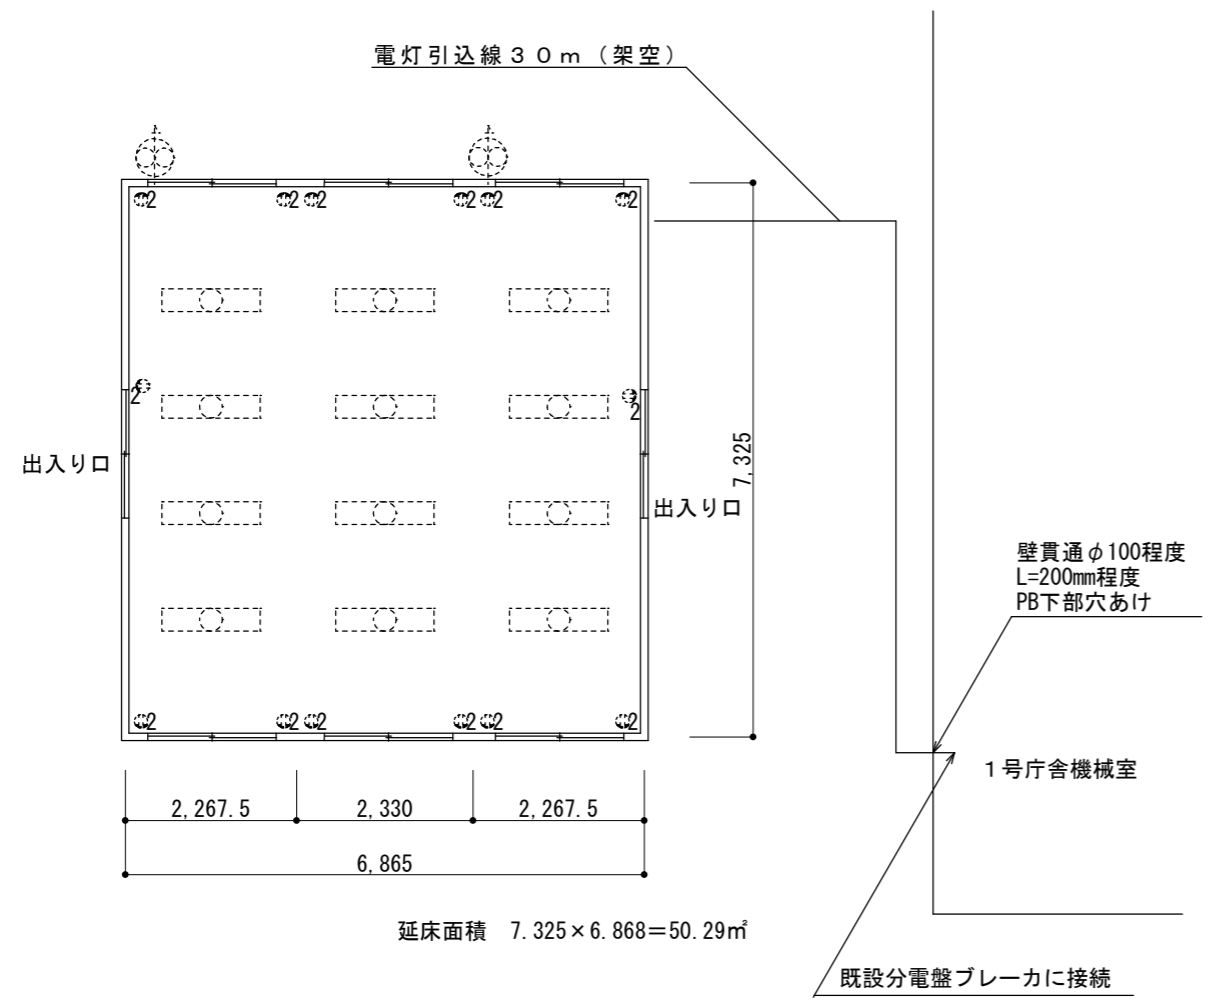 電灯引込線３０ｍ（架空）
2 2 2 2 2 2
2
2
出入り口
7,325
出入り口
壁貫通φ100程度
L=200mm程度
PB下部穴あけ
2 2 2 2 2 2
１号庁舎機械室
2,267.5 2,330 2,267.5
6,865
延床面積　7.325×6.868＝50.29㎡
既設分電盤ブレーカに接続